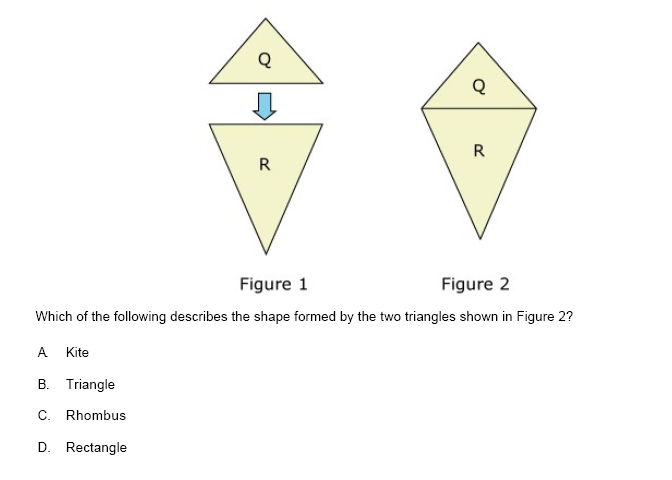 Q
Q
R
R
Figure 1
Figure 2
Which of the following describes the shape formed by the two triangles shown in Figure 2?
A Kite
B. Triangle
C. Rhombus
D. Rectangle